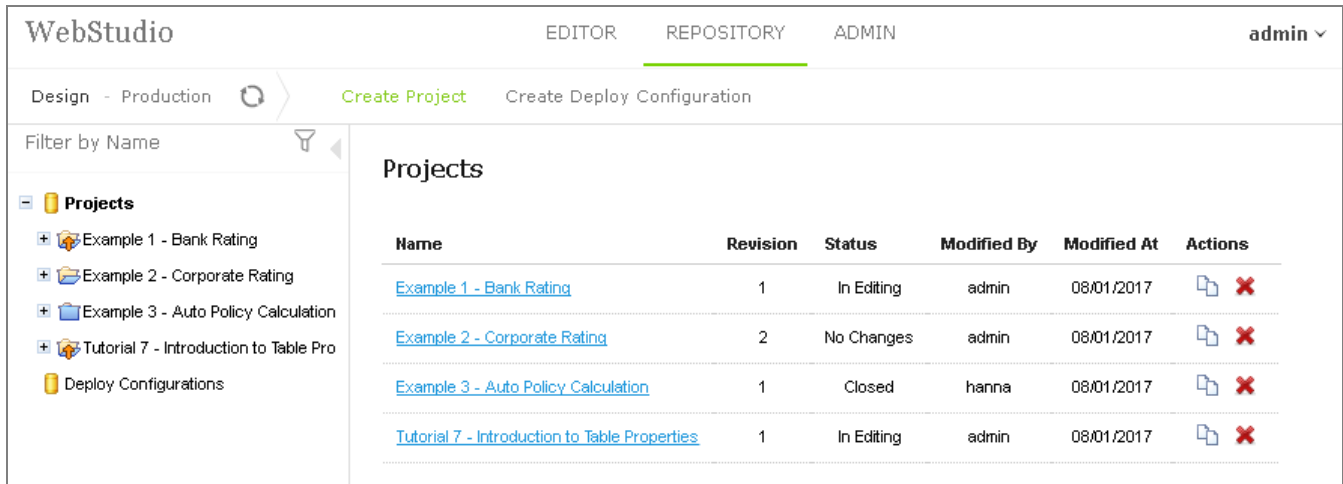 WebStudio EDITOR REPOSITORY ADMIN admin
Design - Production Create Project Create Deploy Configuration
Filter by Name
Projects
Example 1 - Bank Rating
Example 2 - Corporate Rating
Example 3 - Auto Policy Calculation
Tutorial 7 - Introduction to Table Pro
Deploy Configurations
Projects
Name Revision Status Modified By Modified At Actions
Example 1 - Bank Rating 1 In Editing admin 08/01/2017
Example 2 - Corporate Rating 2 No Changes admin 08/01/2017
Example 3 - Auto Policy Calculation 1 Closed hanna 08/01/2017
Tutorial 7 - Introduction to Table Properties 1 In Editing admin 08/01/2017